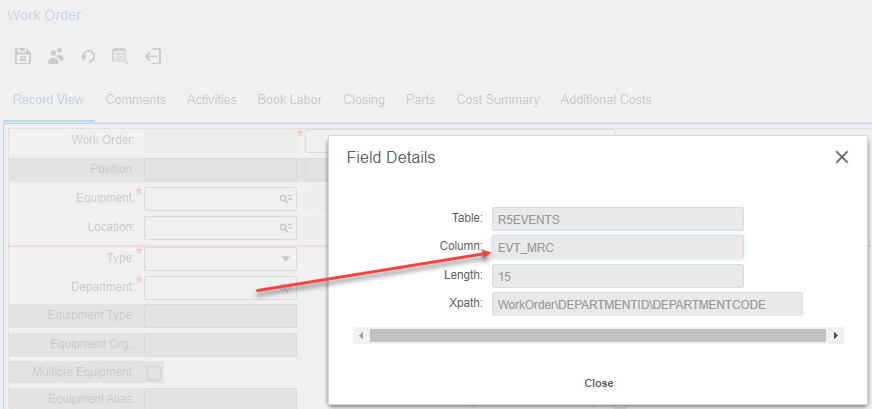 Work Order
Record View Comments Activities Book Labor Closing Parts Cost Summary Additional Costs
Work Order: *
Position:
Equipment: *
Location:
Type: *
Department: *
Equipment Type:
Equipment Org.:
Multiple Equipment:
Equipment Alias:
Field Details
Table: R5EVENTS
Column: EVT_MRC
Length: 15
Xpath: WorkOrder\DEPARTMENTID\DEPARTMENTCODE
Close